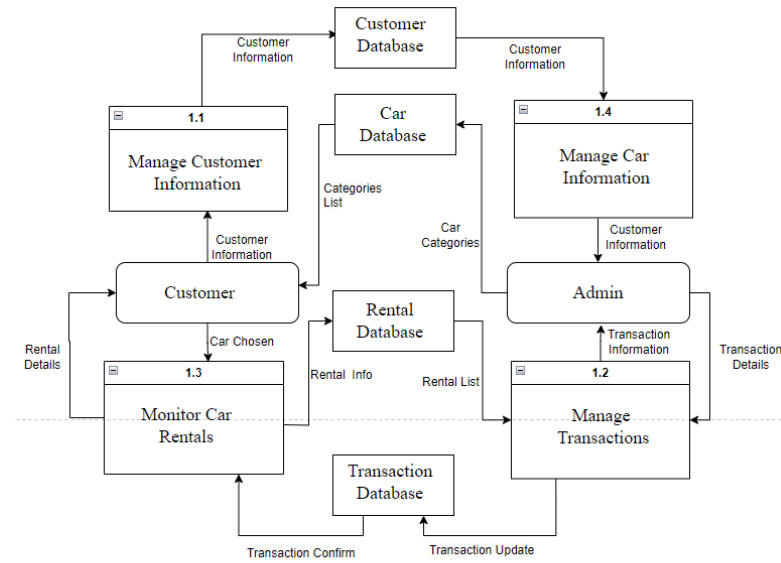 Customer
Database
Customer
Information
Customer
Information
1.1
Manage Customer
Information
Car
Database
1.4
Manage Car
Information
Categories
List
Car
Categories
Customer
Information
Customer
Information
Customer
Rental
Database
Admin
Rental
Details
Car Chosen
Rental Info
Rental List
Transaction
Information
Transaction
Details
1.3
Monitor Car
Rentals
1.2
Manage
Transactions
Transaction
Database
Transaction Confirm
Transaction Update